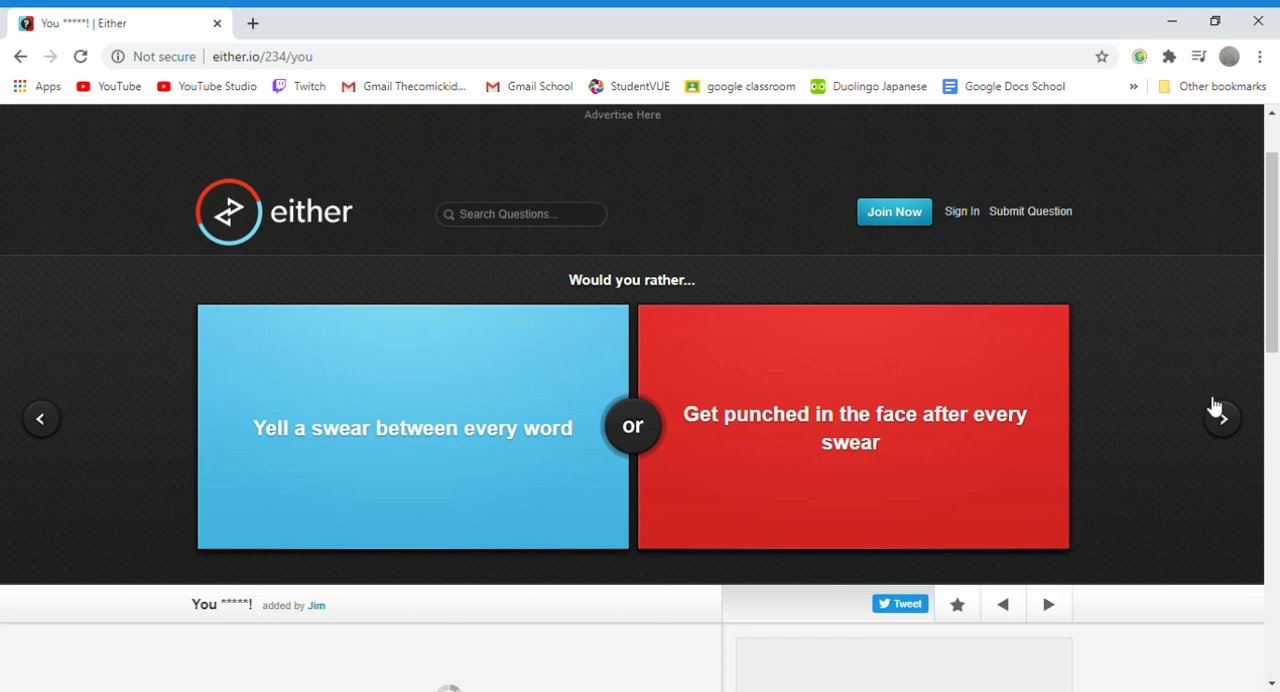 You *****! | Either
Not secure | either.io/234/you
Apps YouTube YouTube Studio Twitch Gmail Thecomickid... Gmail School StudentVUE google classroom Duolingo Japanese Google Docs School » Other bookmarks
Advertise Here
either
Search Questions...
Join Now Sign In Submit Question
Would you rather...
Yell a swear between every word
or
Get punched in the face after every
swear
You *****! added by Jim
Tweet